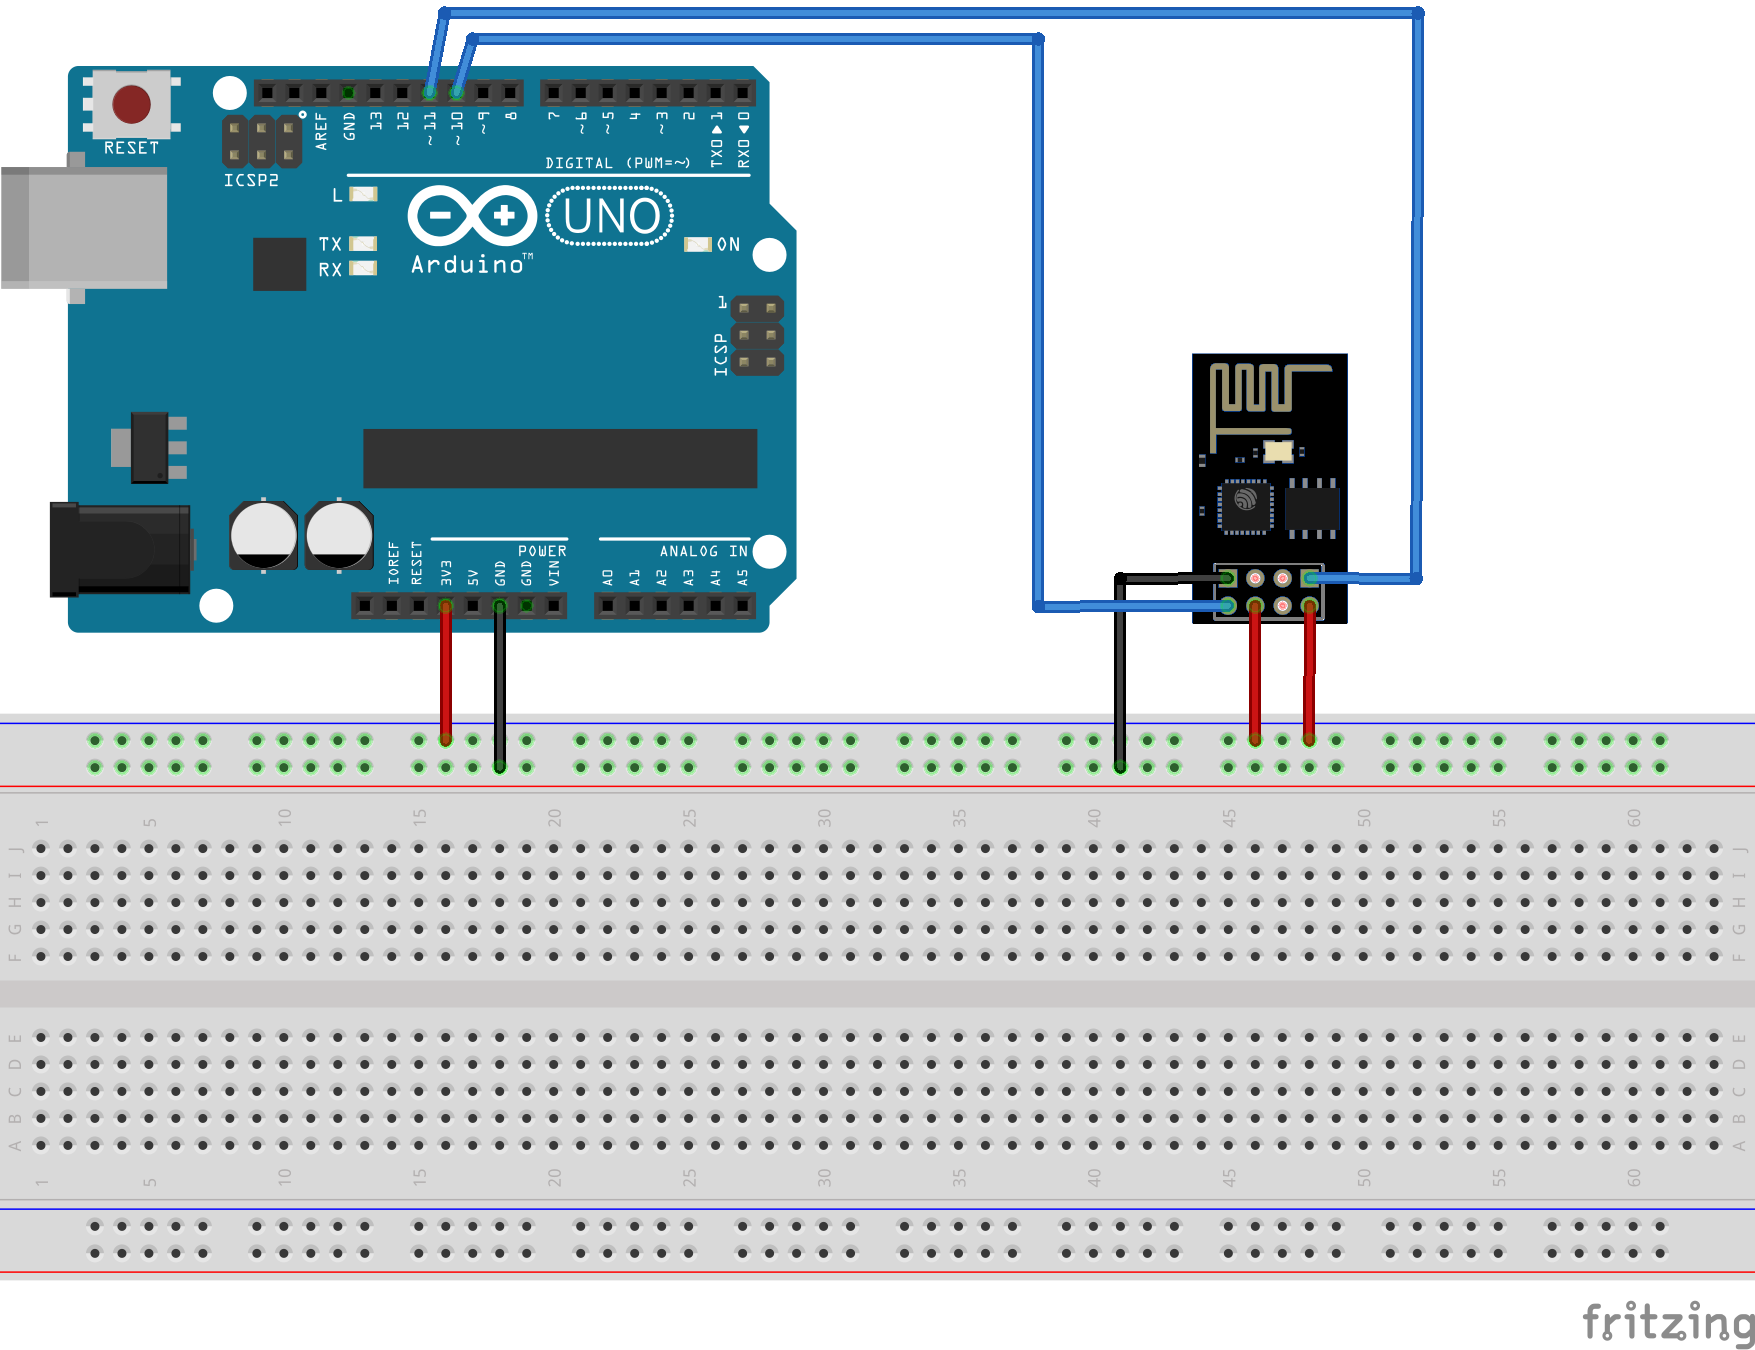 RESET
ICSP2
AREF
GND
13
12
~11
~10
~9
8
7
~6
~5
4
~3
2
TX0▶1
RX0◀0
DIGITAL (PWM=~)
L
TX
RX
UNO
Arduino™
ON
1
ICSP
IOREF
RESET
3V3
5V
GND
GND
VIN
POWER
ANALOG IN
A0
A1
A2
A3
A4
A5
1 5 10 15 20 25 30 35 40 45 50 55 60
J J
I I
H H
G G
F F
E E
D D
C C
B B
A A
1 5 10 15 20 25 30 35 40 45 50 55 60
fritzing